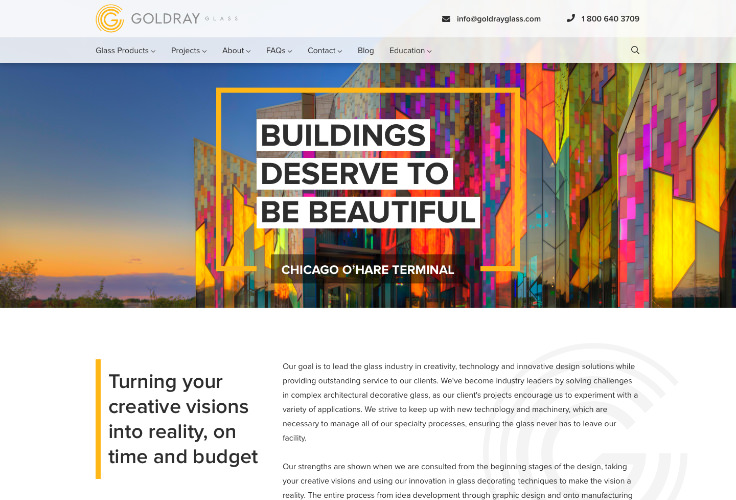 GOLDRAY GLASS
info@goldrayglass.com
1 800 640 3709
Glass Products
Projects
About
FAQs
Contact
Blog
Education
BUILDINGS
DESERVE TO
BE BEAUTIFUL
CHICAGO O'HARE TERMINAL
Turning your
creative visions
into reality, on
time and budget
Our goal is to lead the glass industry in creativity, technology and innovative design solutions while
providing outstanding service to our clients. We've become industry leaders by solving challenges
in complex architectural decorative glass, as our client's projects encourage us to experiment with a
variety of applications. We strive to keep up with new technology and machinery, which are
necessary to manage all of our specialty processes, ensuring the glass never has to leave our
facility.
Our strengths are shown when we are consulted from the beginning stages of the design, taking
your creative visions and using our innovation in glass decorating techniques to make the vision a
reality. The entire process from idea development through graphic design and onto manufacturing